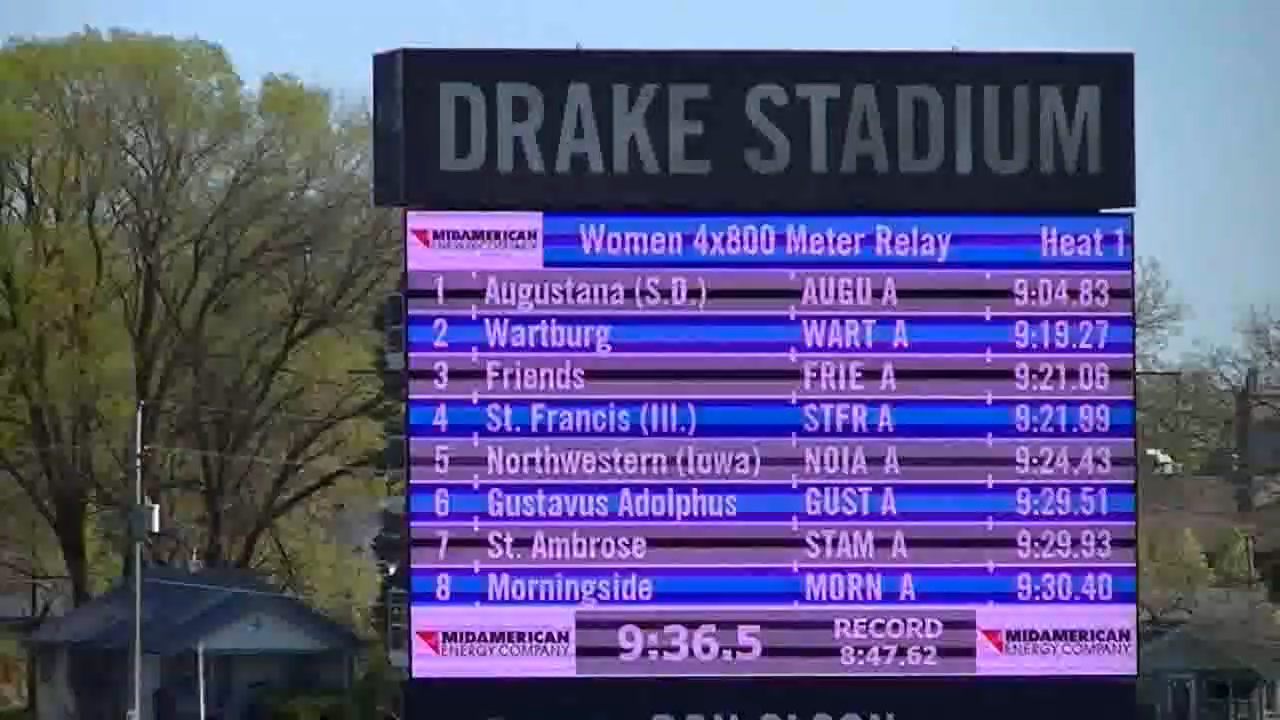 DRAKE STADIUM
MIDAMERICAN ENERGY COMPANY Women 4x800 Meter Relay Heat 1
1 Augustana (S.D.) AUGU A 9:04.83
2 Wartburg WART A 9:19.27
3 Friends FRIE A 9:21.06
4 St. Francis (Ill.) STFR A 9:21.99
5 Northwestern (Iowa) NOIA A 9:24.43
6 Gustavus Adolphus GUST A 9:29.51
7 St. Ambrose STAM A 9:29.93
8 Morningside MORN A 9:30.40
MIDAMERICAN ENERGY COMPANY 9:36.5 RECORD 8:47.62 MIDAMERICAN ENERGY COMPANY